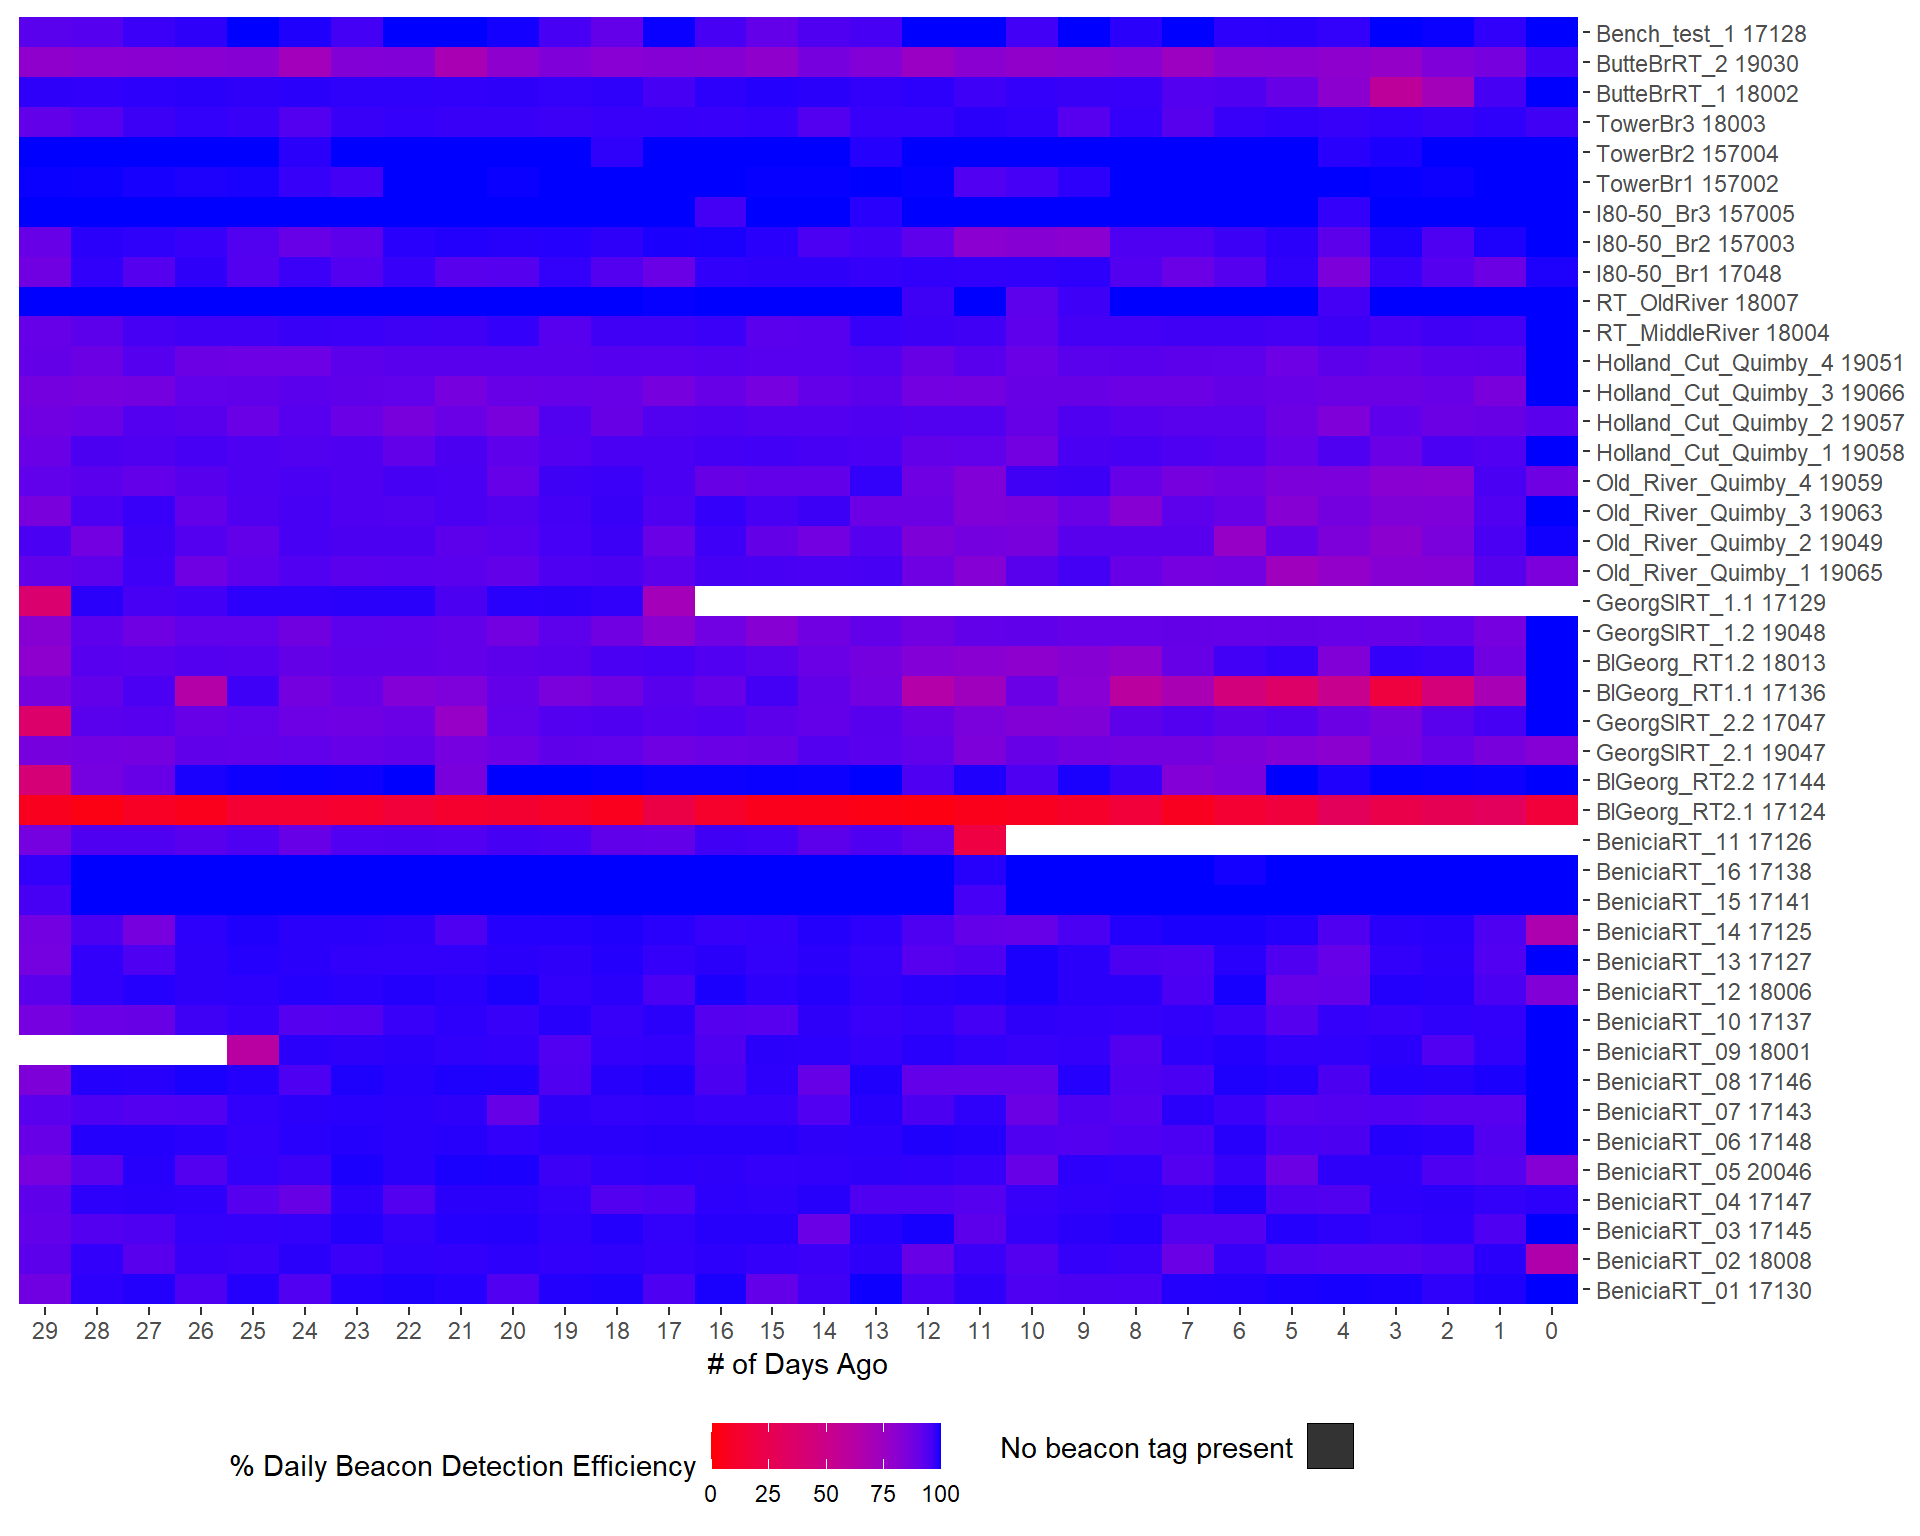 Bench_test_1 17128
ButteBrRT_2 19030
ButteBrRT_1 18002
TowerBr3 18003
TowerBr2 157004
TowerBr1 157002
I80-50_Br3 157005
I80-50_Br2 157003
I80-50_Br1 17048
RT_OldRiver 18007
RT_MiddleRiver 18004
Holland_Cut_Quimby_4 19051
Holland_Cut_Quimby_3 19066
Holland_Cut_Quimby_2 19057
Holland_Cut_Quimby_1 19058
Old_River_Quimby_4 19059
Old_River_Quimby_3 19063
Old_River_Quimby_2 19049
Old_River_Quimby_1 19065
GeorgSlRT_1.1 17129
GeorgSlRT_1.2 19048
BlGeorg_RT1.2 18013
BlGeorg_RT1.1 17136
GeorgSlRT_2.2 17047
GeorgSlRT_2.1 19047
BlGeorg_RT2.2 17144
BlGeorg_RT2.1 17124
BeniciaRT_11 17126
BeniciaRT_16 17138
BeniciaRT_15 17141
BeniciaRT_14 17125
BeniciaRT_13 17127
BeniciaRT_12 18006
BeniciaRT_10 17137
BeniciaRT_09 18001
BeniciaRT_08 17146
BeniciaRT_07 17143
BeniciaRT_06 17148
BeniciaRT_05 20046
BeniciaRT_04 17147
BeniciaRT_03 17145
BeniciaRT_02 18008
BeniciaRT_01 17130
29 28 27 26 25 24 23 22 21 20 19 18 17 16 15 14 13 12 11 10 9 8 7 6 5 4 3 2 1 0
# of Days Ago
% Daily Beacon Detection Efficiency
0 25 50 75 100
No beacon tag present